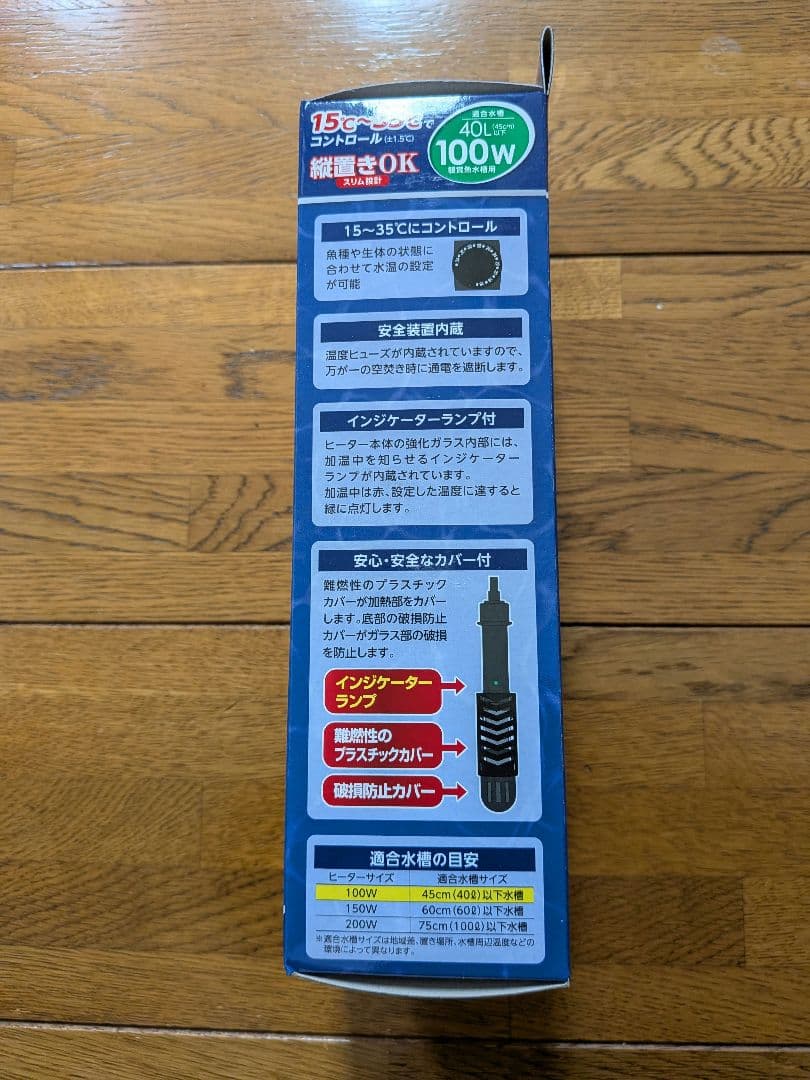 15℃〜35℃で
コントロール(±1.5℃)
縦置きOK
スリム設計
適合水槽
40L(45cm)以下
100W
観賞魚水槽用
15〜35℃にコントロール
魚種や生体の状態に
合わせて水温の設定
が可能
安全装置内蔵
温度ヒューズが内蔵されていますので、
万が一の空焚き時に通電を遮断します。
インジケーターランプ付
ヒーター本体の強化ガラス内部には、
加温中を知らせるインジケーター
ランプが内蔵されています。
加温中は赤、設定した温度に達すると
緑に点灯します。
安心・安全なカバー付
難燃性のプラスチック
カバーが加熱部をカバー
します。底部の破損防止
カバーがガラス部の破損
を防止します。
インジケーター
ランプ
難燃性の
プラスチックカバー
破損防止カバー
適合水槽の目安
ヒーターサイズ 適合水槽サイズ
100W 45cm(40ℓ)以下水槽
150W 60cm(60ℓ)以下水槽
200W 75cm(100ℓ)以下水槽
※適合水槽サイズは地域差、置き場所、水槽周辺温度などの
環境によって異なります。